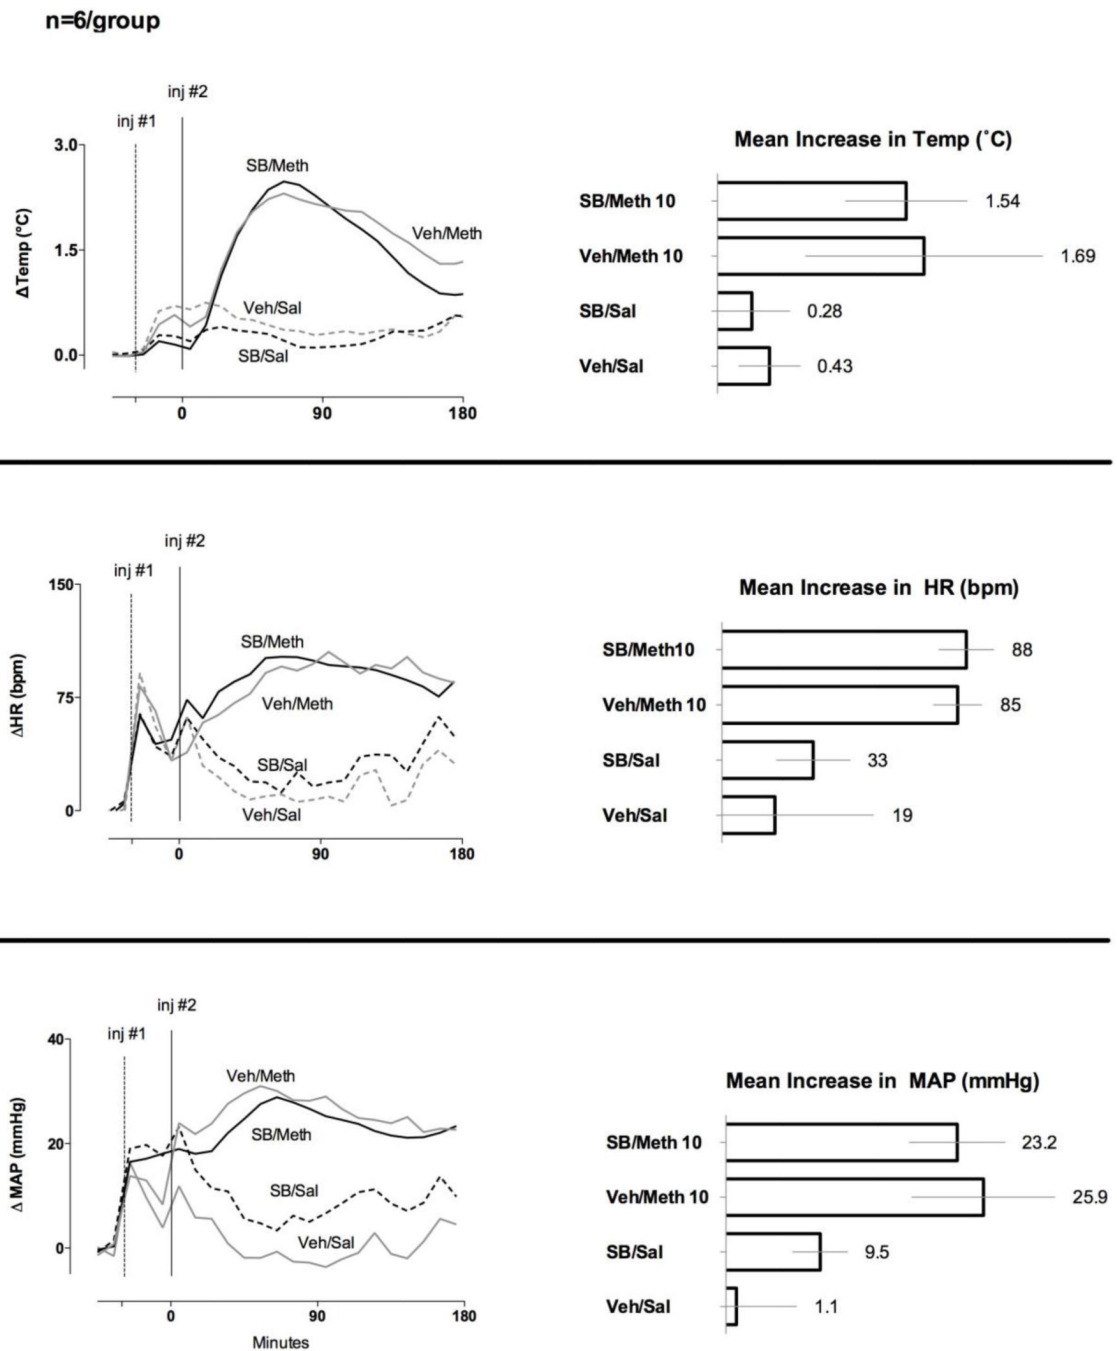 n=6/group
inj #2
inj #1
3.0
1.5
0.0
ΔTemp (°C)
SB/Meth
Veh/Meth
Veh/Sal
SB/Sal
0
90
180
Mean Increase in Temp (˚C)
SB/Meth 10
1.54
Veh/Meth 10
1.69
SB/Sal
0.28
Veh/Sal
0.43
inj #2
inj #1
150
75
0
ΔHR (bpm)
SB/Meth
Veh/Meth
SB/Sal
Veh/Sal
0
90
180
Mean Increase in HR (bpm)
SB/Meth10
88
Veh/Meth 10
85
SB/Sal
33
Veh/Sal
19
inj #2
inj #1
40
20
0
Δ MAP (mmHg)
Veh/Meth
SB/Meth
SB/Sal
Veh/Sal
0
90
180
Minutes
Mean Increase in MAP (mmHg)
SB/Meth 10
23.2
Veh/Meth 10
25.9
SB/Sal
9.5
Veh/Sal
1.1